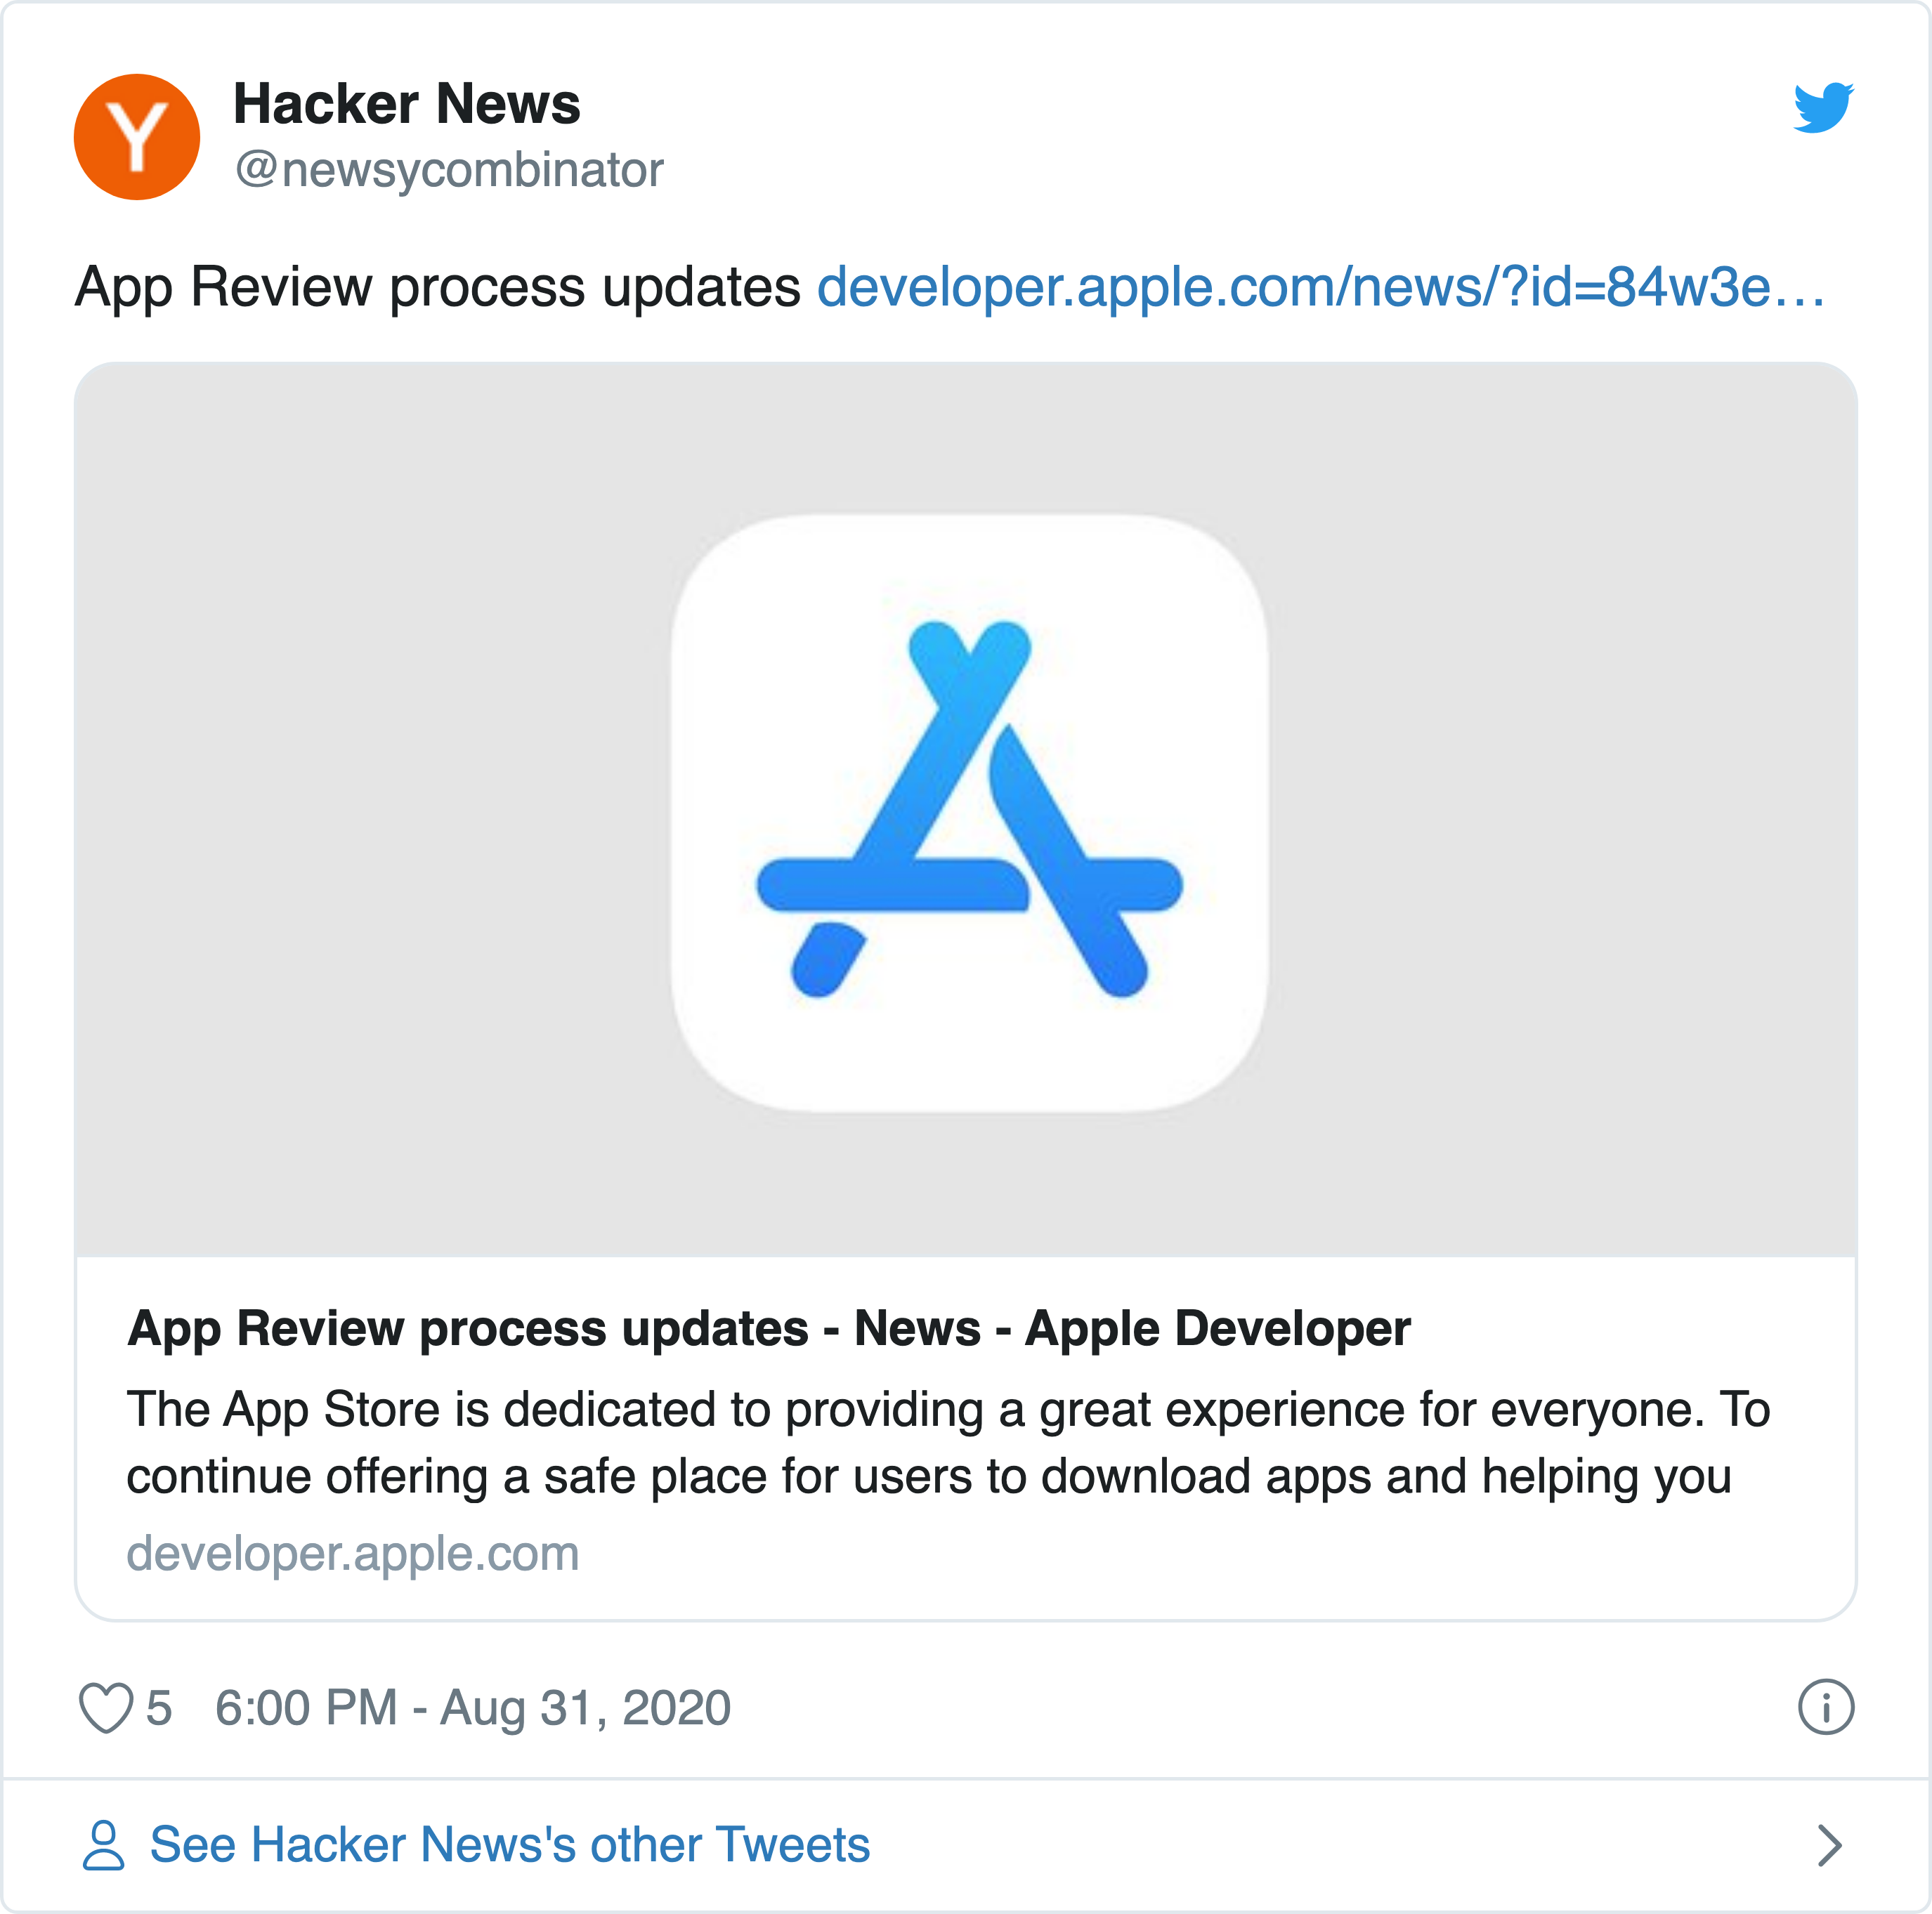 Y
Hacker News
@newsycombinator
App Review process updates developer.apple.com/news/?id=84w3e…
App Review process updates - News - Apple Developer
The App Store is dedicated to providing a great experience for everyone. To
continue offering a safe place for users to download apps and helping you
developer.apple.com
5 6:00 PM - Aug 31, 2020
See Hacker News's other Tweets